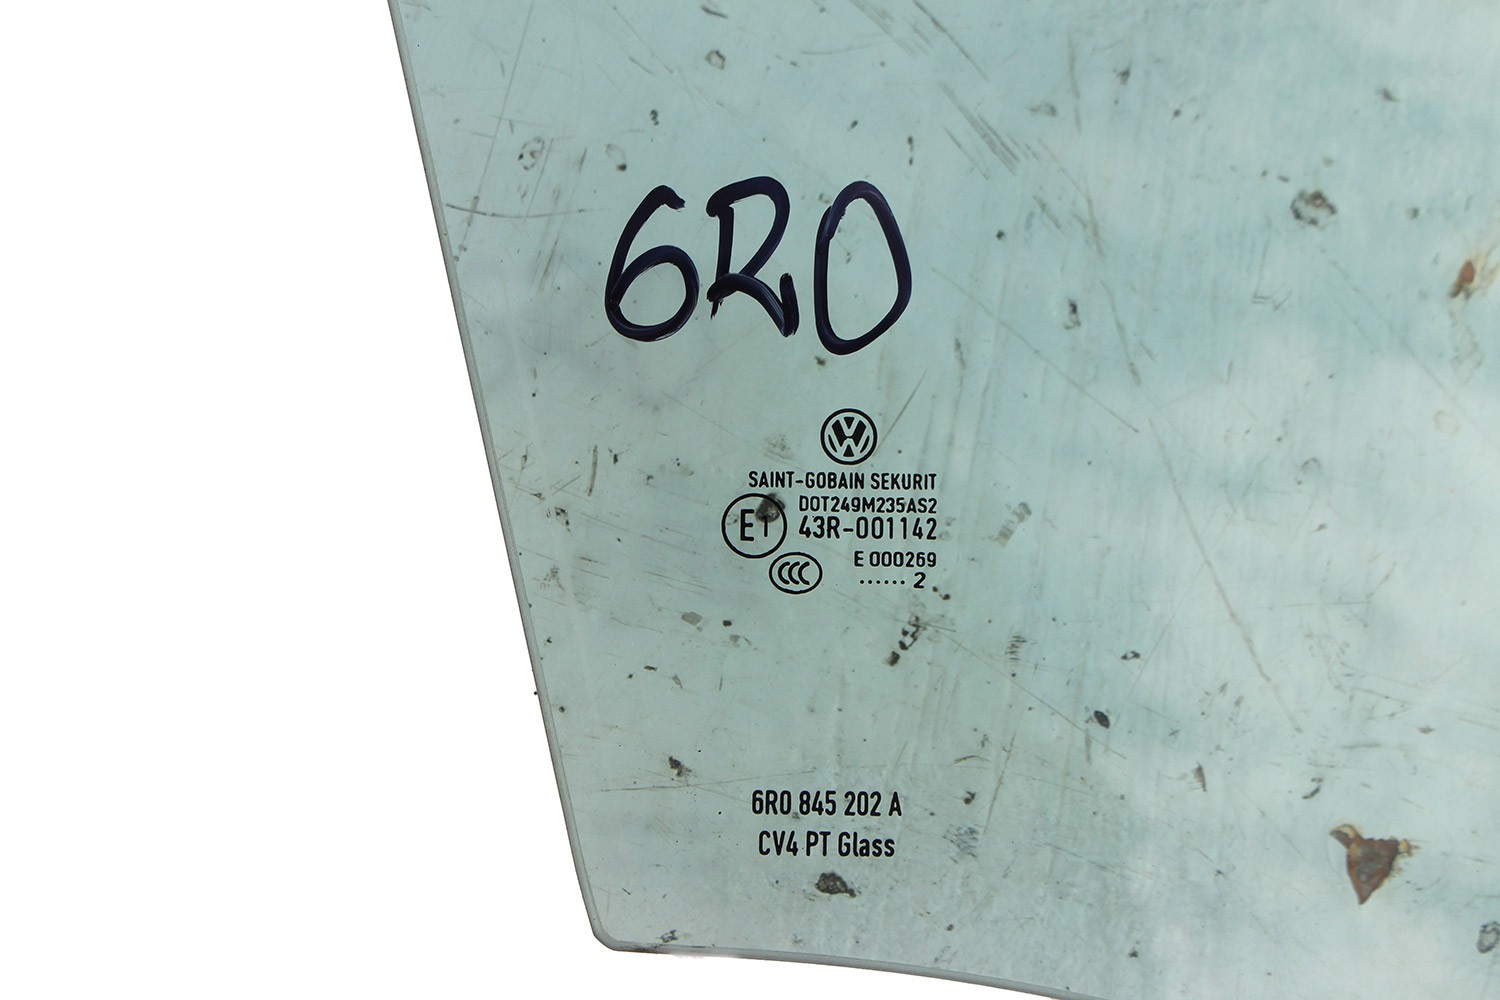 6R0
SAINT-GOBAIN SEKURIT
DOT249M235AS2
E1 43R-001142
E 000269
CCC ...... 2
6R0 845 202 A
CV4 PT Glass